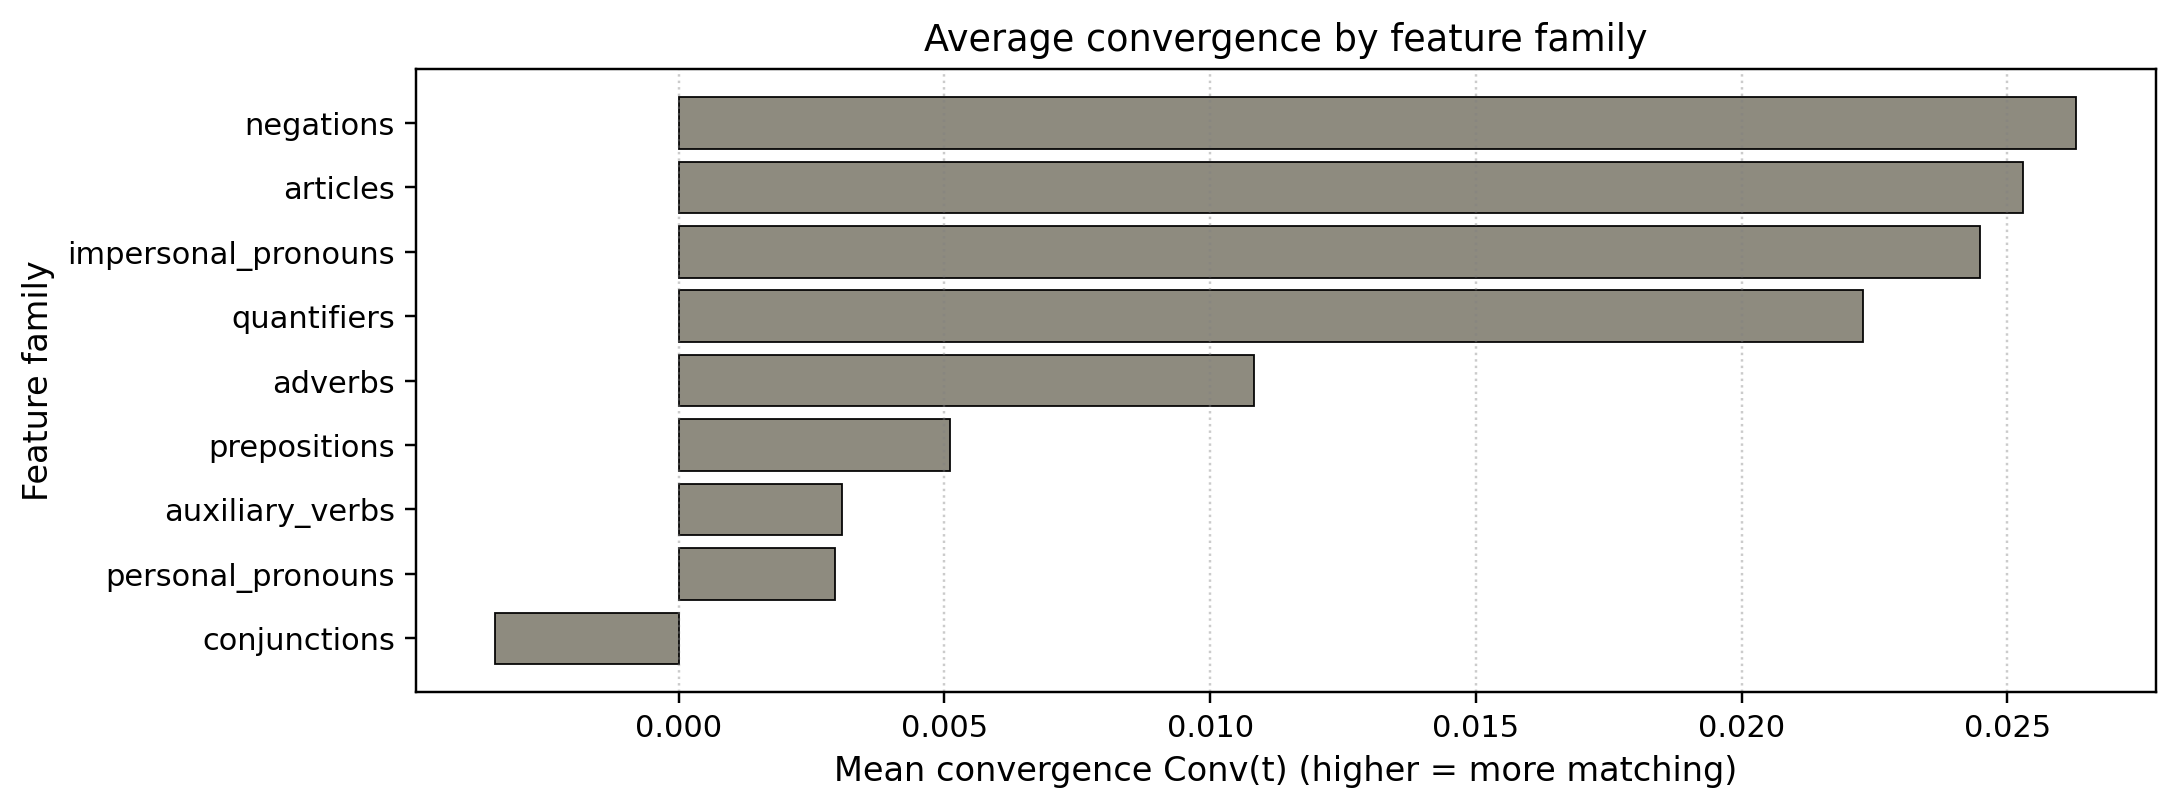 Average convergence by feature family
Feature family
negations
articles
impersonal_pronouns
quantifiers
adverbs
prepositions
auxiliary_verbs
personal_pronouns
conjunctions
0.000 0.005 0.010 0.015 0.020 0.025
Mean convergence Conv(t) (higher = more matching)